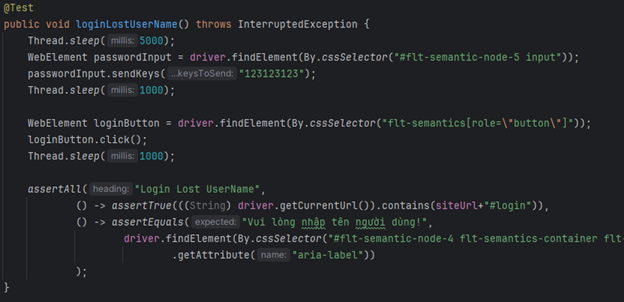 @Test
public void loginLostUserName() throws InterruptedException {
Thread.sleep( millis: 5000);
WebElement passwordInput = driver.findElement(By.cssSelector("#flt-semantic-node-5 input"));
passwordInput.sendKeys( ...keysToSend: "123123123");
Thread.sleep( millis: 1000);
WebElement loginButton = driver.findElement(By.cssSelector("flt-semantics[role=\"button\"]"));
loginButton.click();
Thread.sleep( millis: 1000);
assertAll( heading: "Login Lost UserName",
() -> assertTrue(((String) driver.getCurrentUrl()).contains(siteUrl+"#login")),
() -> assertEquals( expected: "Vui lòng nhập tên người dùng!",
driver.findElement(By.cssSelector("#flt-semantic-node-4 flt-semantics-container flt-
.getAttribute( name: "aria-label"))
);
}